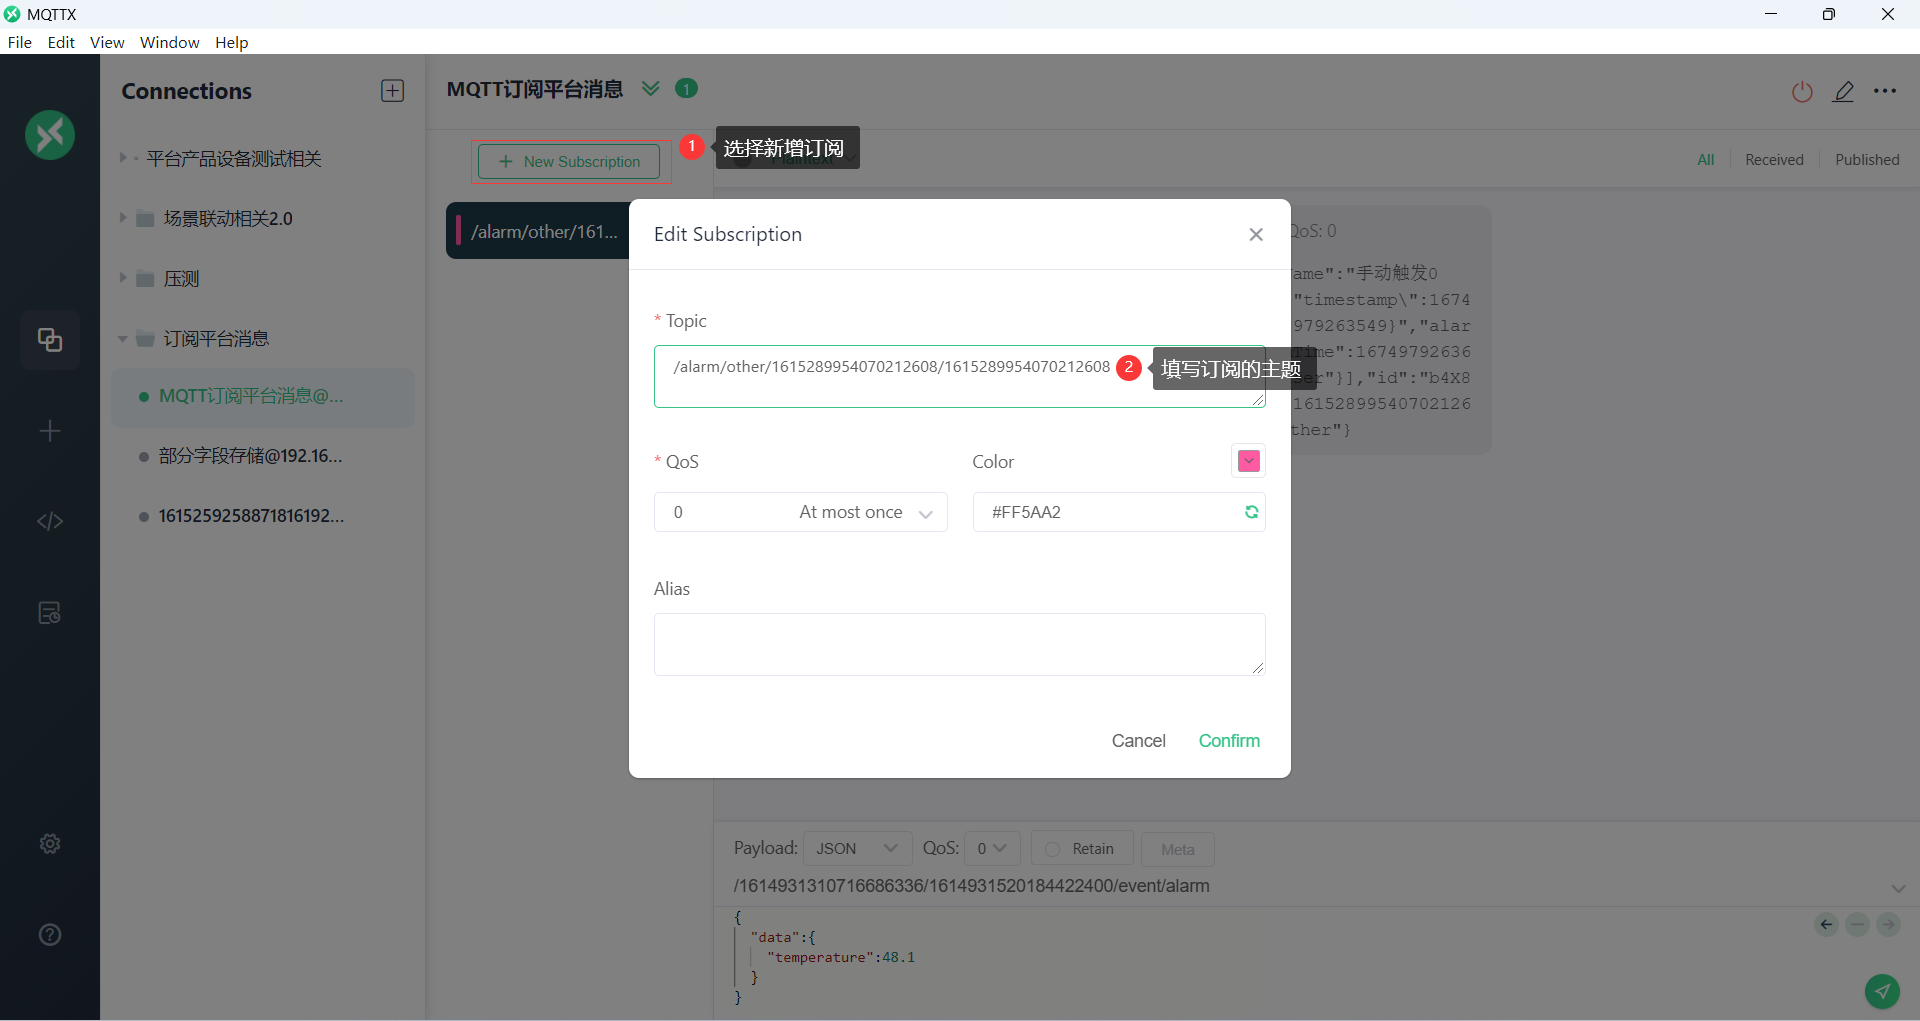 MQTTX
File Edit View Window Help
Connections
平台产品设备测试相关
场景联动相关2.0
压测
订阅平台消息
MQTT订阅平台消息@...
部分字段存储@192.16...
1615259258871816192...
MQTT订阅平台消息 1
+ New Subscription
1 选择新增订阅
Plaintext
All Received Published
/alarm/other/161...
QoS: 0
ame":"手动触发0
"timestamp\":1674
979263549}","alar
ime":16749792636
er"}],"id":"b4X8
16152899540702126
ther"}
Edit Subscription
* Topic
/alarm/other/1615289954070212608/1615289954070212608
2 填写订阅的主题
* QoS
Color
0 At most once
#FF5AA2
Alias
Cancel Confirm
Payload: JSON QoS: 0 Retain Meta
/1614931310716686336/1614931520184422400/event/alarm
{
"data":{
"temperature":48.1
}
}